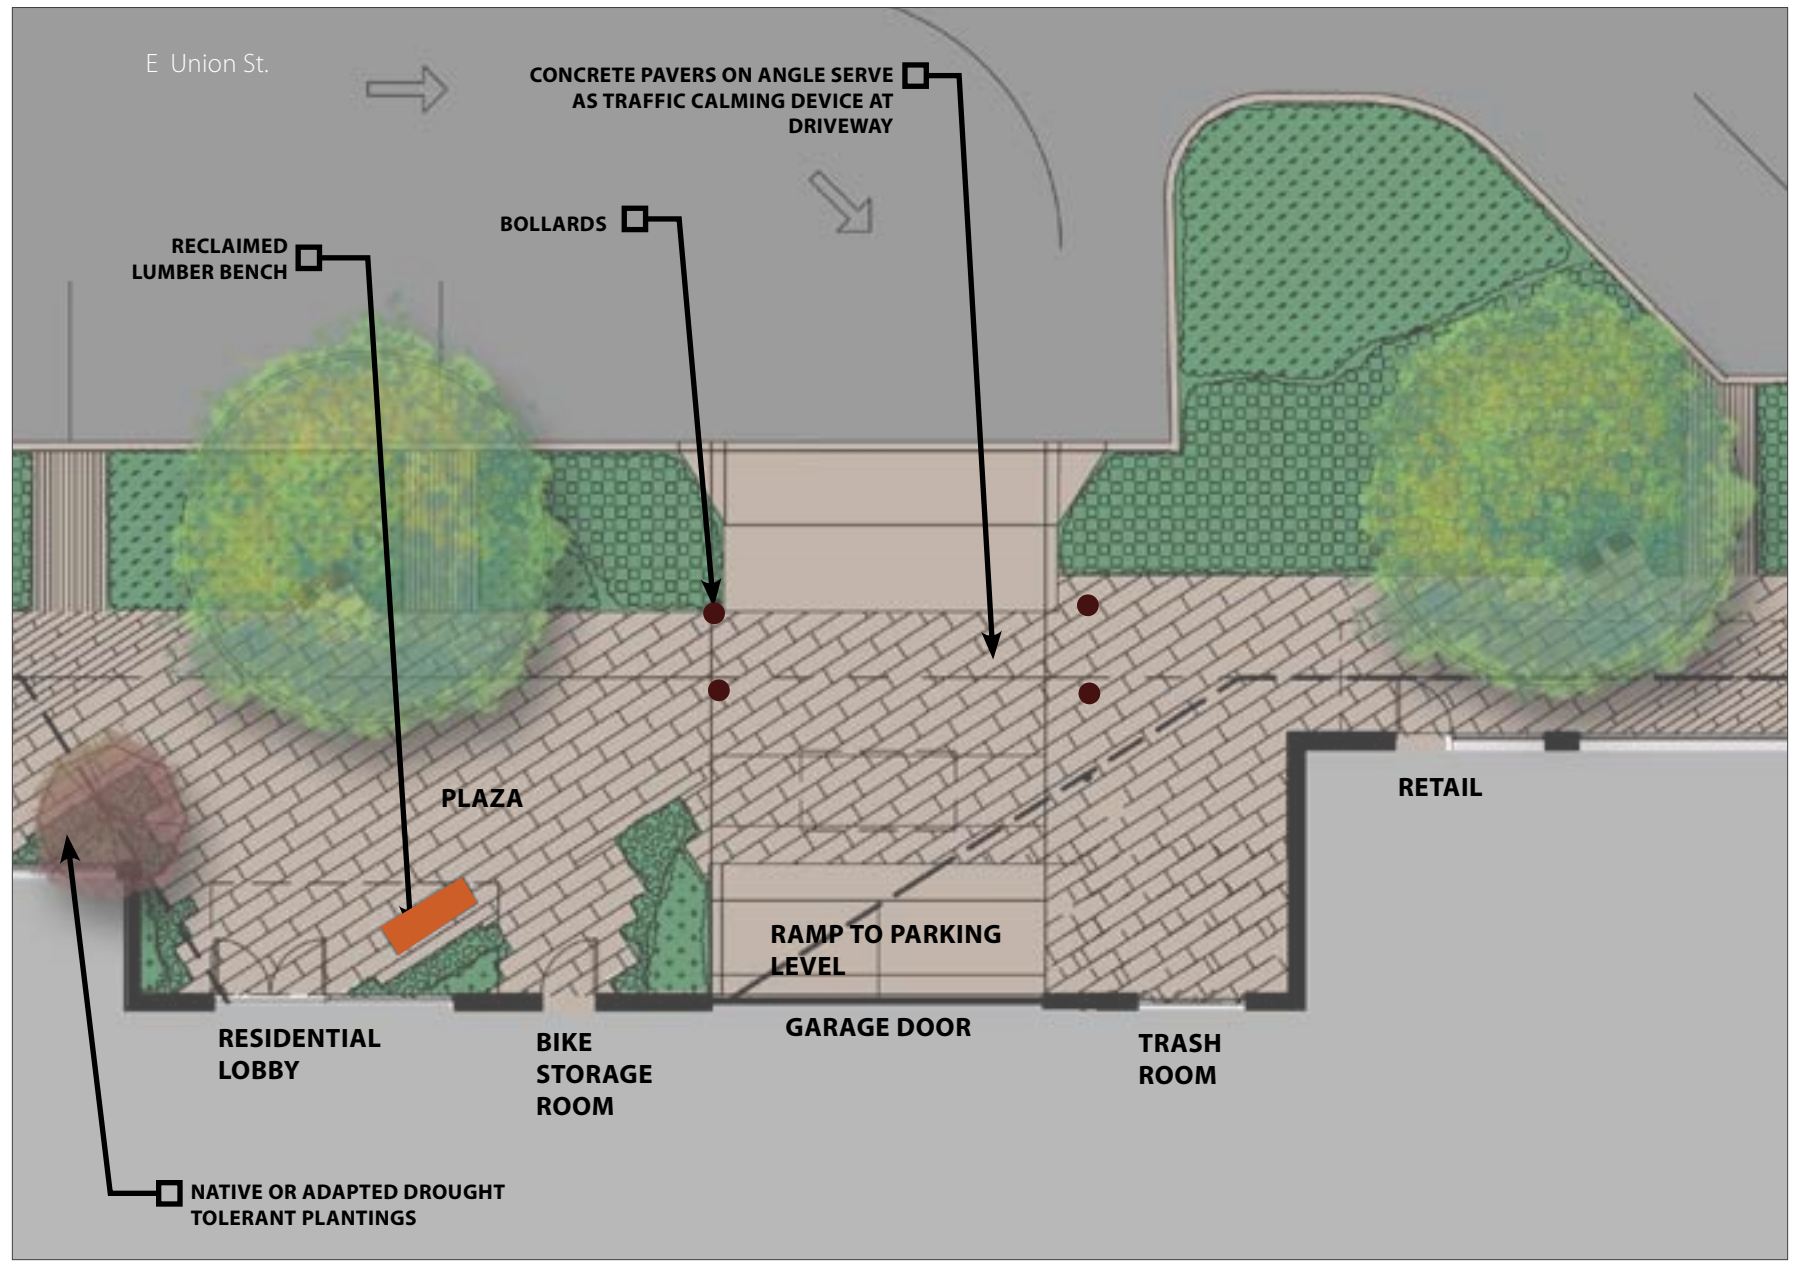 E Union St.
CONCRETE PAVERS ON ANGLE SERVE
AS TRAFFIC CALMING DEVICE AT
DRIVEWAY
BOLLARDS
RECLAIMED
LUMBER BENCH
PLAZA
RETAIL
RAMP TO PARKING
LEVEL
GARAGE DOOR
RESIDENTIAL
LOBBY
BIKE
STORAGE
ROOM
TRASH
ROOM
NATIVE OR ADAPTED DROUGHT
TOLERANT PLANTINGS